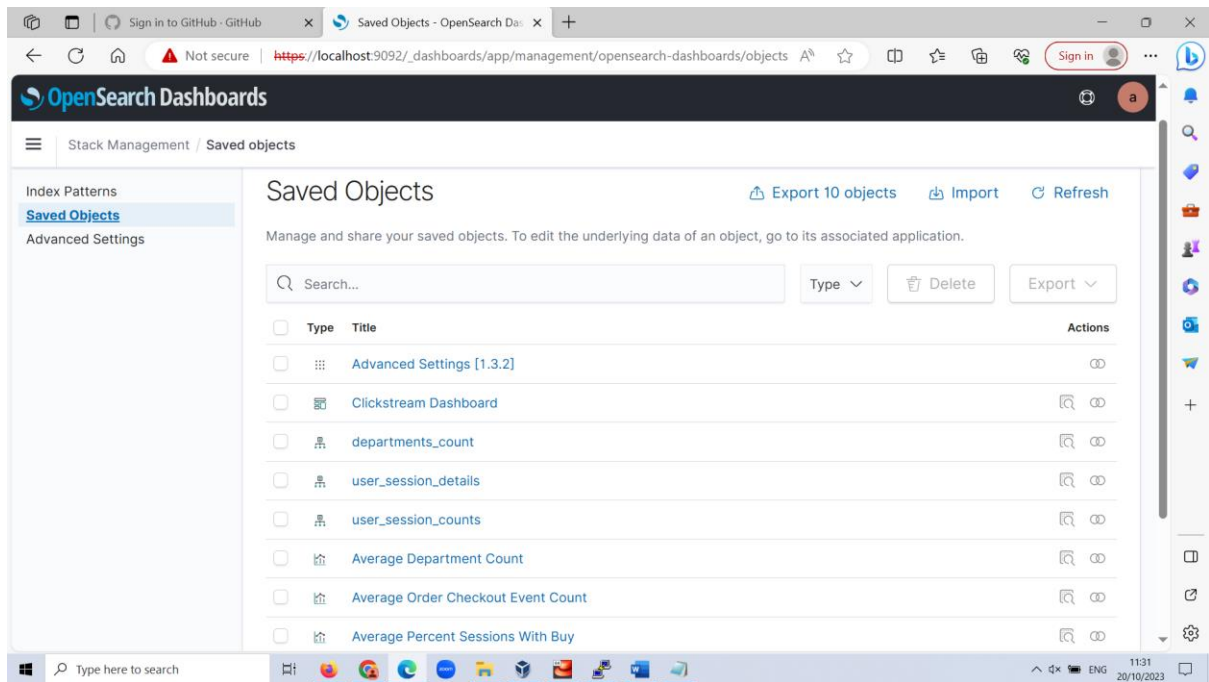 Sign in to GitHub · GitHub
Saved Objects - OpenSearch Das
Not secure https://localhost:9092/_dashboards/app/management/opensearch-dashboards/objects
Sign in
OpenSearch Dashboards
a
Stack Management / Saved objects
Index Patterns
Saved Objects
Advanced Settings
Saved Objects
Export 10 objects
Import
Refresh
Manage and share your saved objects. To edit the underlying data of an object, go to its associated application.
Search...
Type
Delete
Export
Type Title Actions
Advanced Settings [1.3.2]
Clickstream Dashboard
departments_count
user_session_details
user_session_counts
Average Department Count
Average Order Checkout Event Count
Average Percent Sessions With Buy
Type here to search
ENG
11:31
20/10/2023